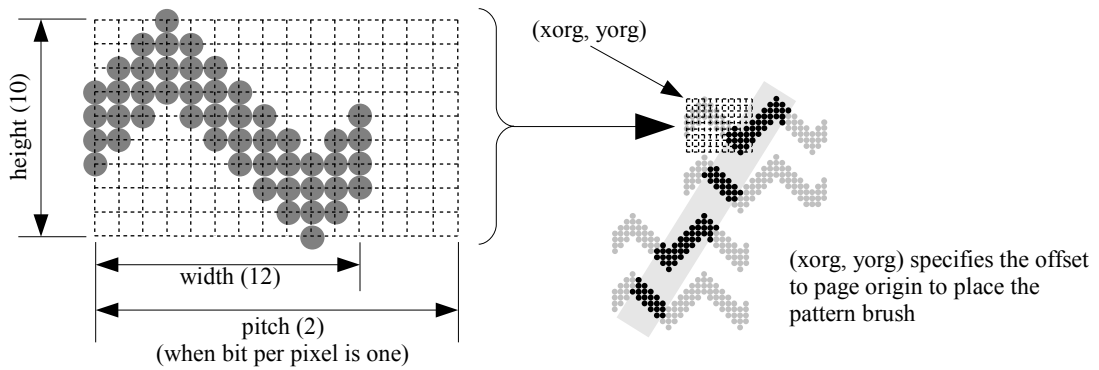 height (10)
width (12)
pitch (2)
(when bit per pixel is one)
(xorg, yorg)
(xorg, yorg) specifies the offset
to page origin to place the
pattern brush